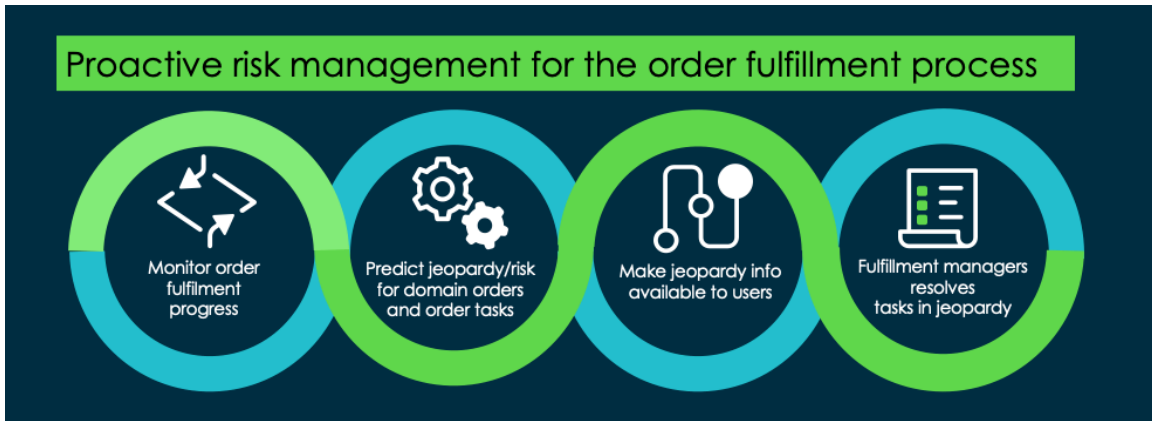 Proactive risk management for the order fulfillment process
Monitor order
fulfilment
progress
Predict jeopardy/risk
for domain orders
and order tasks
Make jeopardy info
available to users
Fulfillment managers
resolves
tasks in jeopardy